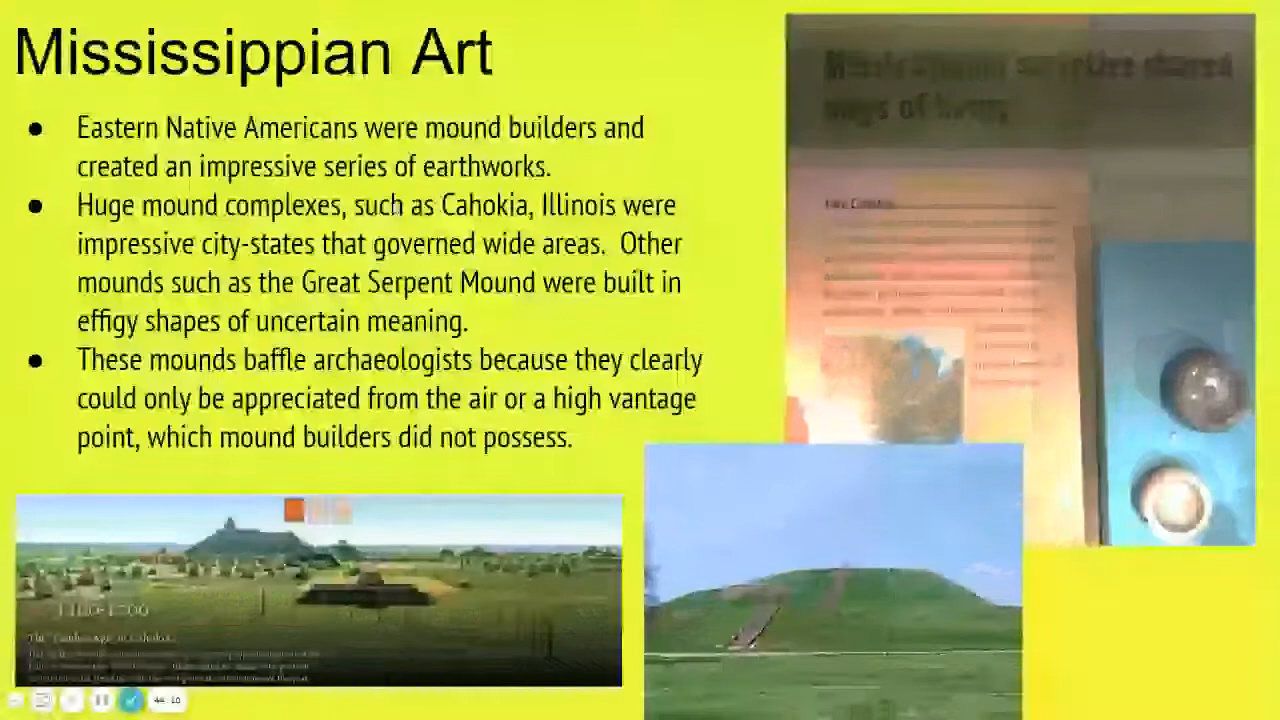 Mississippian Art
● Eastern Native Americans were mound builders and
created an impressive series of earthworks.
● Huge mound complexes, such as Cahokia, Illinois were
impressive city-states that governed wide areas.  Other
mounds such as the Great Serpent Mound were built in
effigy shapes of uncertain meaning.
● These mounds baffle archaeologists because they clearly
could only be appreciated from the air or a high vantage
point, which mound builders did not possess.
ways of living